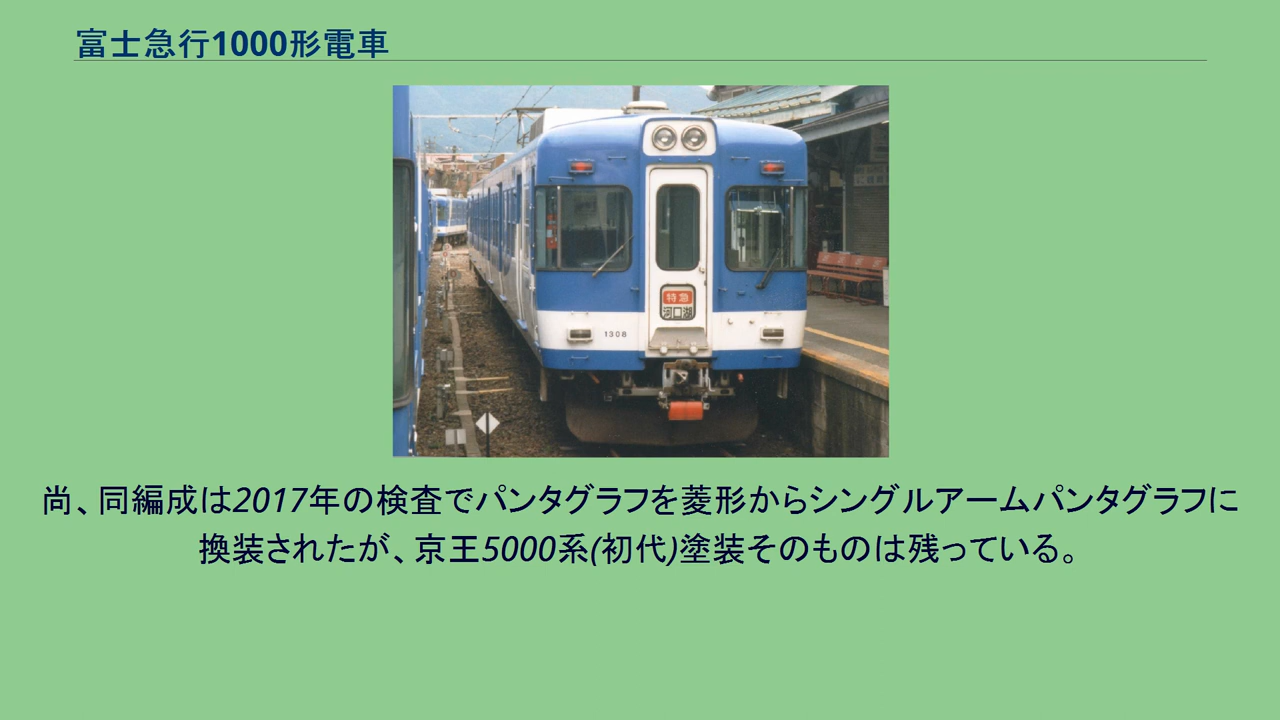 富士急行1000形電車
特急
河口湖
1308
尚、同編成は2017年の検査でパンタグラフを菱形からシングルアームパンタグラフに
換装されたが、京王5000系(初代)塗装そのものは残っている。